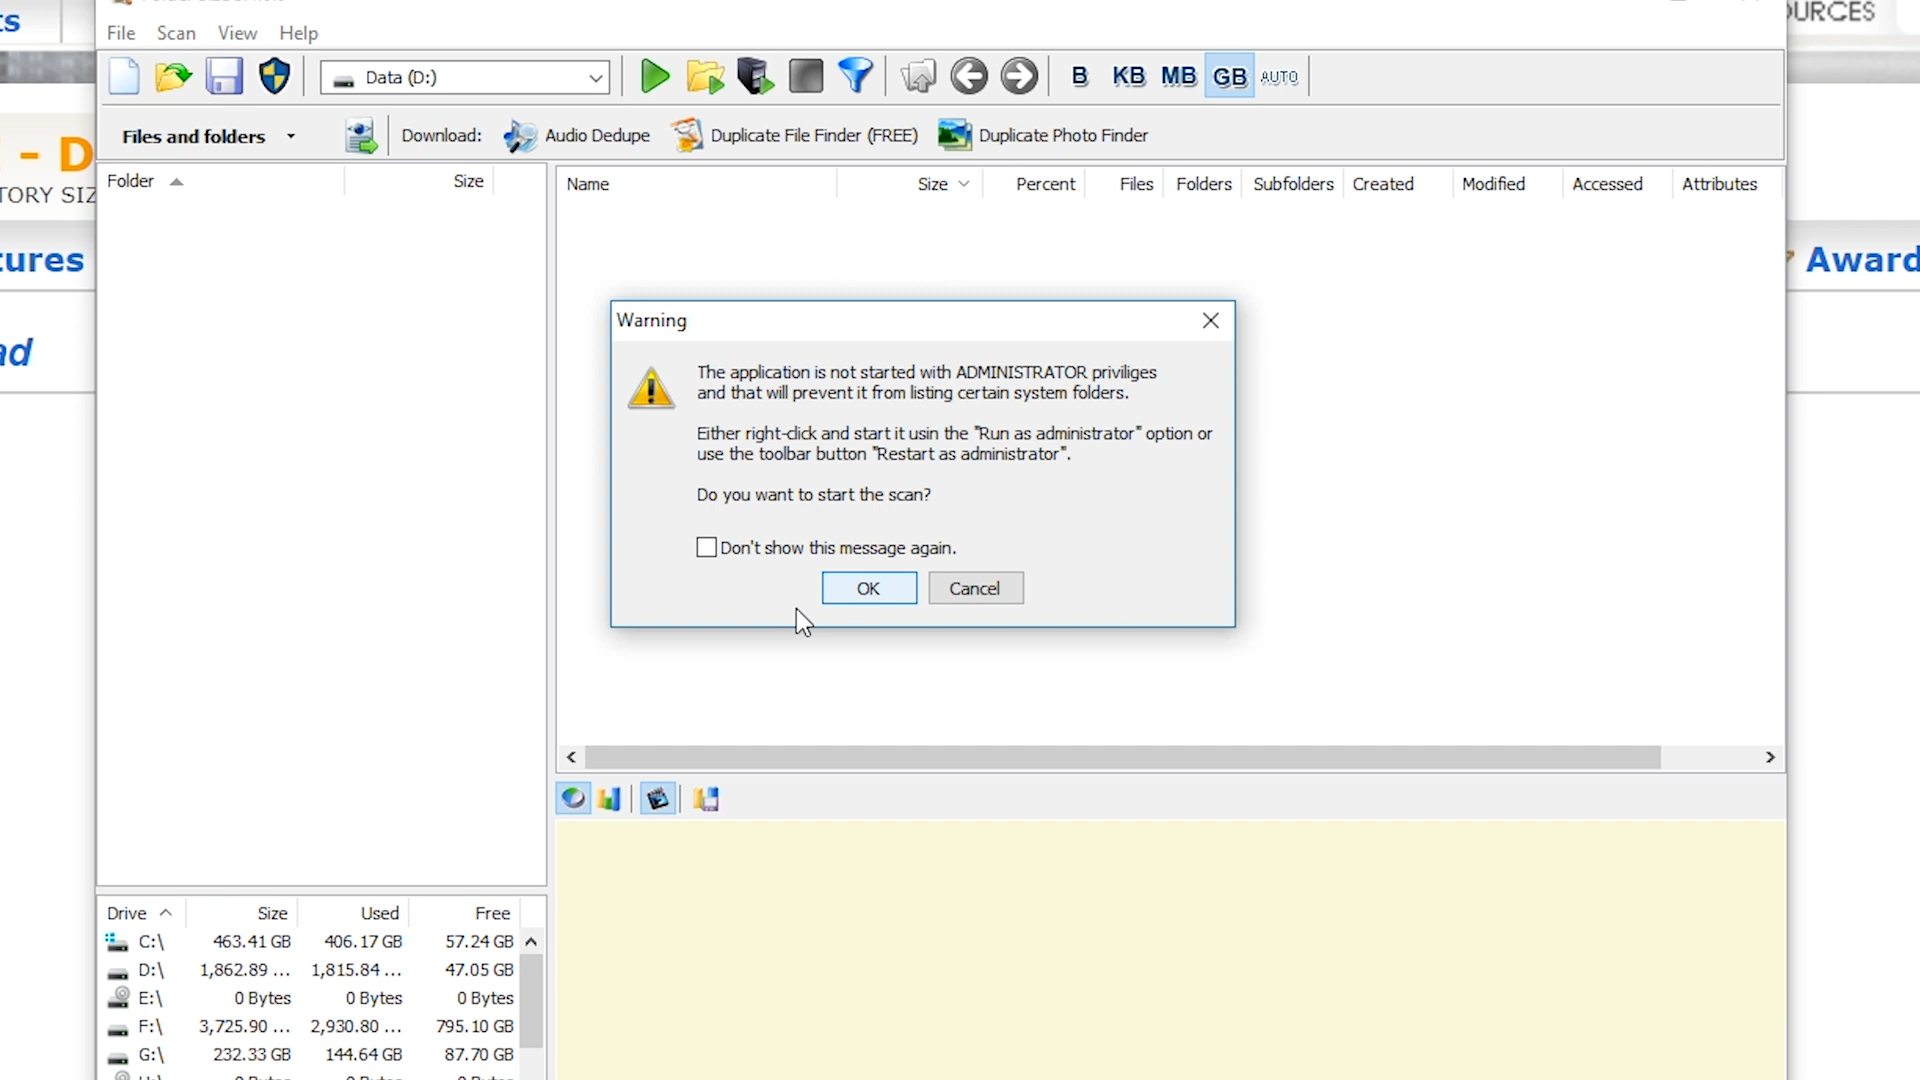 ts
OURCES
File Scan View Help
Data (D:)
B KB MB GB AUTO
Files and folders
Download: Audio Dedupe Duplicate File Finder (FREE) Duplicate Photo Finder
- D
TORY SIZ
Folder Size
Name Size Percent Files Folders Subfolders Created Modified Accessed Attributes
tures
Award
ad
Warning
The application is not started with ADMINISTRATOR priviliges
and that will prevent it from listing certain system folders.
Either right-click and start it usin the "Run as administrator" option or
use the toolbar button "Restart as administrator".
Do you want to start the scan?
Don't show this message again.
OK Cancel
Drive Size Used Free
C:\ 463.41 GB 406.17 GB 57.24 GB
D:\ 1,862.89 ... 1,815.84 ... 47.05 GB
E:\ 0 Bytes 0 Bytes 0 Bytes
F:\ 3,725.90 ... 2,930.80 ... 795.10 GB
G:\ 232.33 GB 144.64 GB 87.70 GB